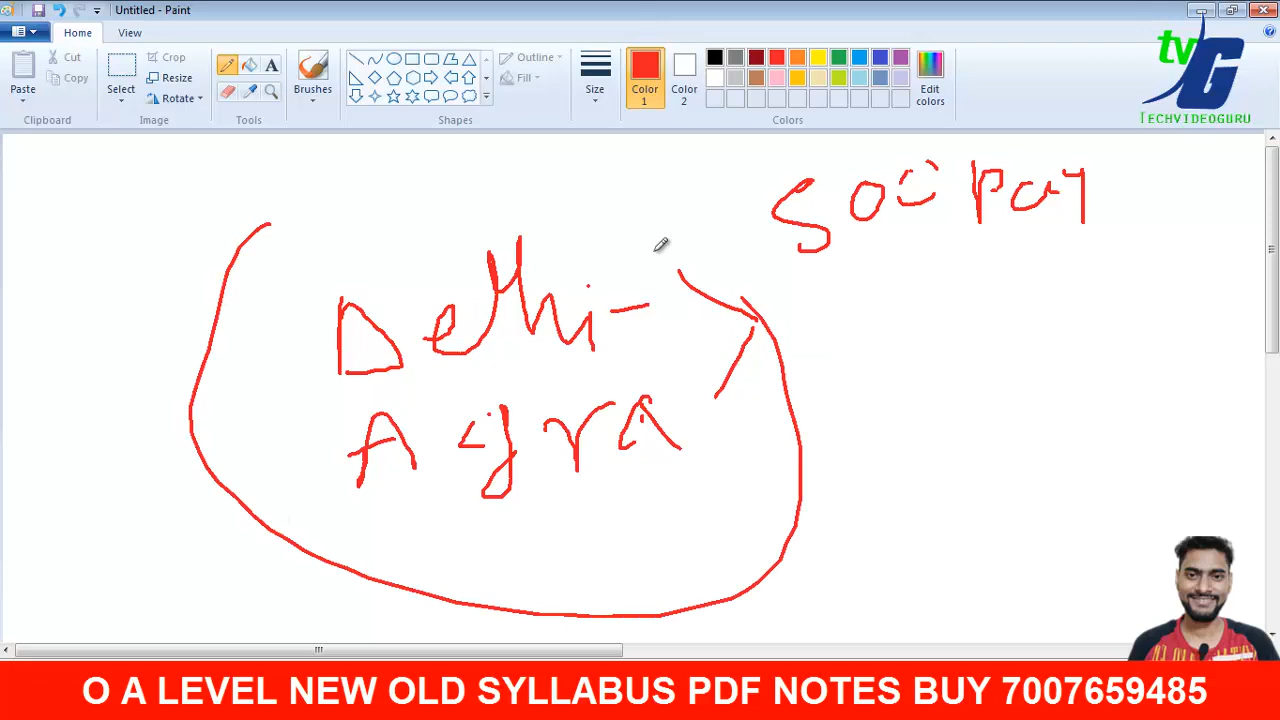 Untitled - Paint
Home View
Paste
Cut
Copy
Clipboard
Select
Crop
Resize
Rotate
Image
A
Tools
Brushes
Shapes
Outline
Fill
Size
Color 1
Color 2
Edit colors
Colors
tv G
TECHVIDEOGURU
500 Pay
Delhi -
Agra
O A LEVEL NEW OLD SYLLABUS PDF NOTES BUY 7007659485